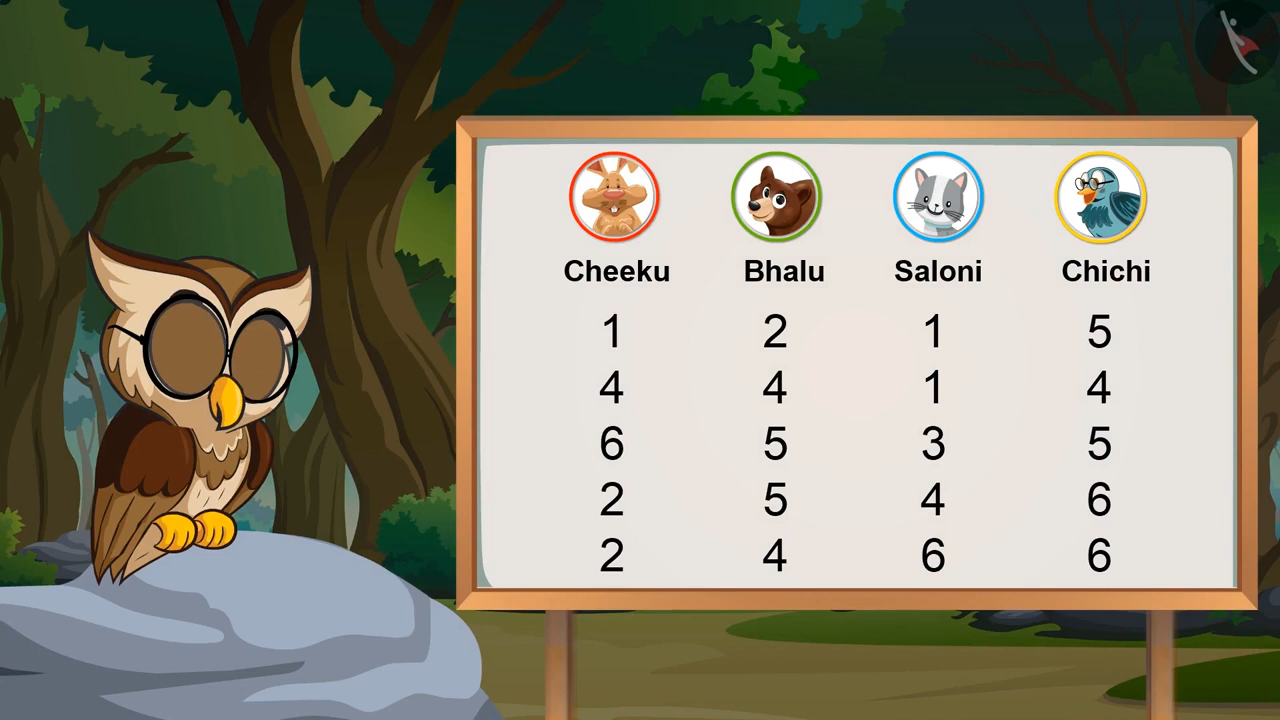 Cheeku Bhalu Saloni Chichi
1 2 1 5
4 4 1 4
6 5 3 5
2 5 4 6
2 4 6 6